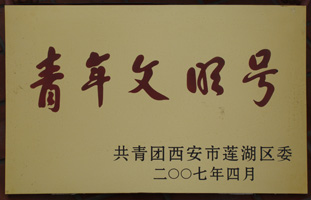 青年文明号
共青团西安市莲湖区委
二〇〇七年四月